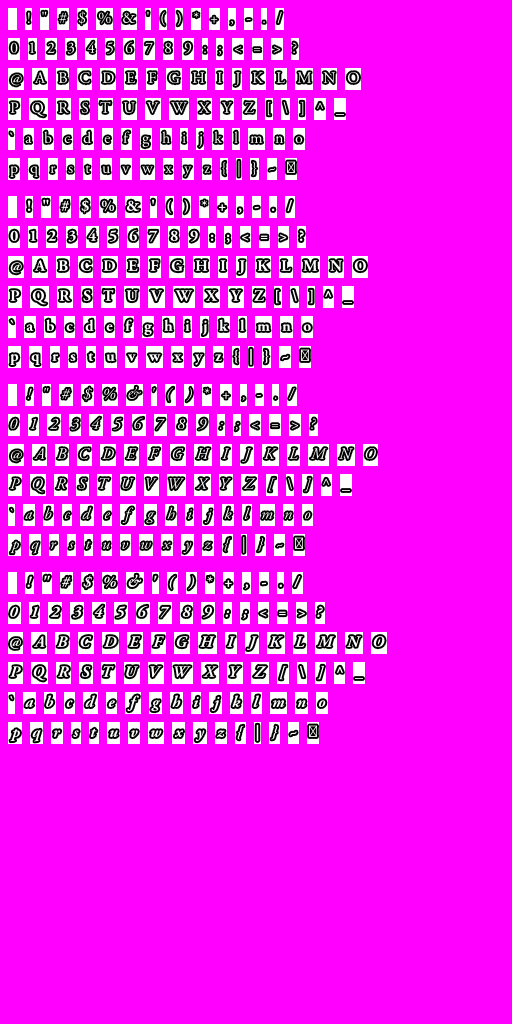 ! " # $ % & ' ( ) * + , - . /
0 1 2 3 4 5 6 7 8 9 : ; < = > ?
@ A B C D E F G H I J K L M N O
P Q R S T U V W X Y Z [ \ ] ^ _
` a b c d e f g h i j k l m n o
p q r s t u v w x y z { | } ~
! " # $ % & ' ( ) * + , - . /
0 1 2 3 4 5 6 7 8 9 : ; < = > ?
@ A B C D E F G H I J K L M N O
P Q R S T U V W X Y Z [ \ ] ^ _
` a b c d e f g h i j k l m n o
p q r s t u v w x y z { | } ~
! " # $ % & ' ( ) * + , - . /
0 1 2 3 4 5 6 7 8 9 : ; < = > ?
@ A B C D E F G H I J K L M N O
P Q R S T U V W X Y Z [ \ ] ^ _
` a b c d e f g h i j k l m n o
p q r s t u v w x y z { | } ~
! " # $ % & ' ( ) * + , - . /
0 1 2 3 4 5 6 7 8 9 : ; < = > ?
@ A B C D E F G H I J K L M N O
P Q R S T U V W X Y Z [ \ ] ^ _
` a b c d e f g h i j k l m n o
p q r s t u v w x y z { | } ~